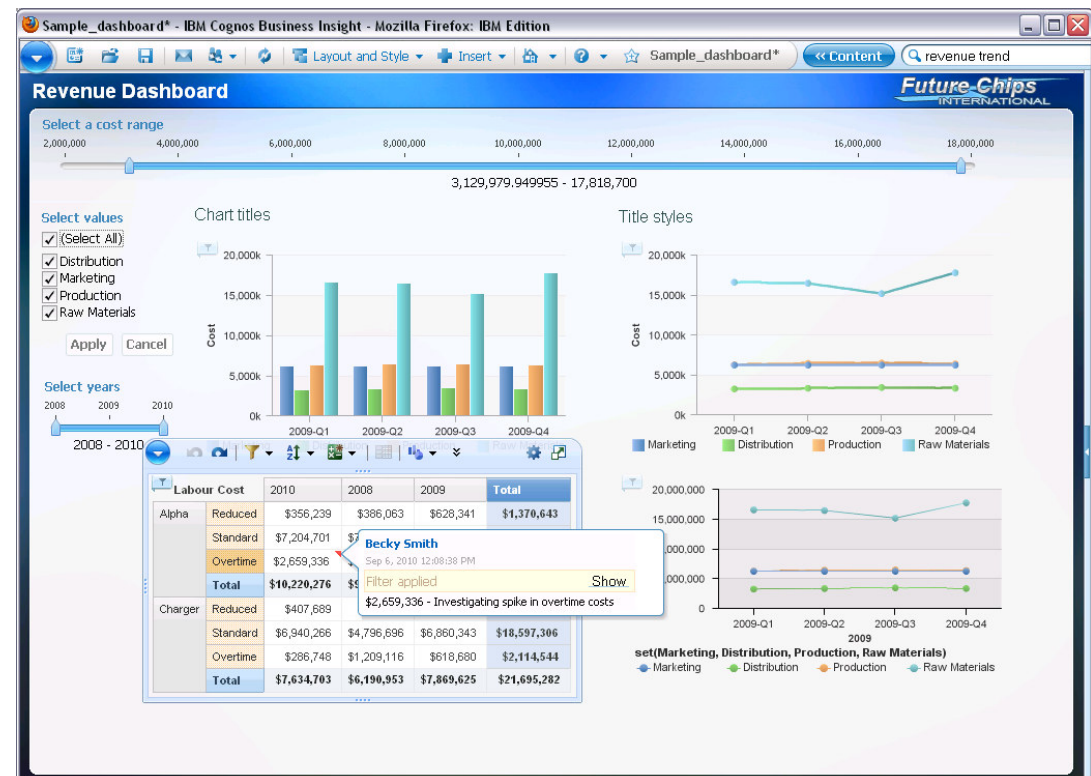 Sample_dashboard* - IBM Cognos Business Insight - Mozilla Firefox: IBM Edition
Layout and Style Insert Sample_dashboard* << Content revenue trend
Revenue Dashboard
Future Chips
INTERNATIONAL
Select a cost range
2,000,000 4,000,000 6,000,000 8,000,000 10,000,000 12,000,000 14,000,000 16,000,000 18,000,000
3,129,979.949955 - 17,818,700
Select values
(Select All)
Distribution
Marketing
Production
Raw Materials
Apply Cancel
Select years
2008 2009 2010
2008 - 2010
Chart titles
20,000k
15,000k
10,000k
5,000k
0k
Cost
2009-Q1 2009-Q2 2009-Q3 2009-Q4
Title styles
20,000k
15,000k
10,000k
5,000k
0k
Cost
2009-Q1 2009-Q2 2009-Q3 2009-Q4
Marketing Distribution Production Raw Materials
Labour Cost 2010 2008 2009 Total
Alpha Reduced $356,239 $386,063 $628,341 $1,370,643
Standard $7,204,701
Overtime $2,659,336
Total $10,220,276
Charger Reduced $407,689
Standard $6,940,266 $4,796,696 $6,860,343 $18,597,306
Overtime $286,748 $1,209,116 $618,680 $2,114,544
Total $7,634,703 $6,190,953 $7,869,625 $21,695,282
Becky Smith
Sep 6, 2010 12:08:38 PM
Filter applied Show
$2,659,336 - Investigating spike in overtime costs
20,000,000
15,000,000
,000,000
,000,000
0
2009-Q1 2009-Q2 2009-Q3 2009-Q4
2009
set(Marketing, Distribution, Production, Raw Materials)
Marketing Distribution Production Raw Materials